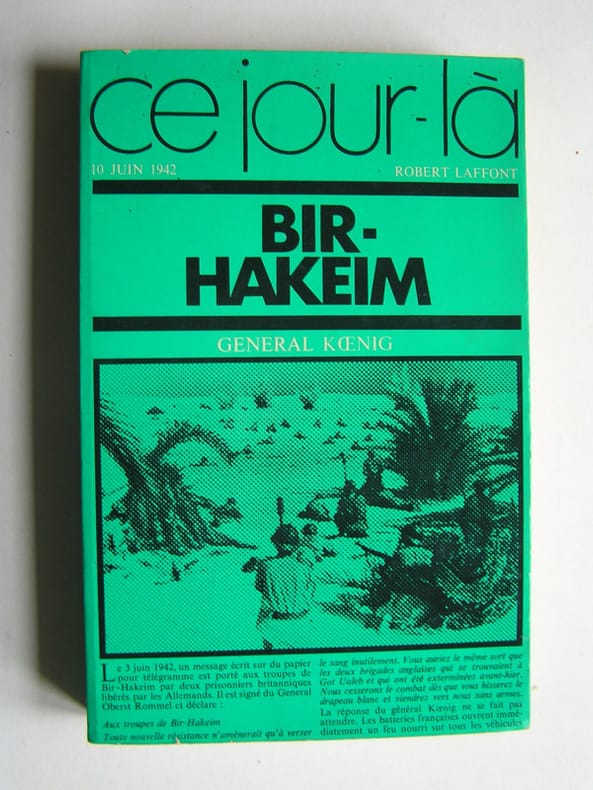 ce jour-là
10 JUIN 1942 ROBERT LAFFONT
BIR-
HAKEIM
GENERAL KŒNIG
Le 3 juin 1942, un message écrit sur du papier
pour télégramme est porté aux troupes de
Bir-Hakeim par deux prisonniers britanniques
libérés par les Allemands. Il est signé du General
Oberst Rommel et déclare :
Aux troupes de Bir-Hakeim
Toute nouvelle résistance n'amènerait qu'à verser
le sang inutilement. Vous auriez le même sort que
les deux brigades anglaises qui se trouvaient à
Got Ualeb et qui ont été exterminées avant-hier.
Nous cesserons le combat dès que vous hisserez le
drapeau blanc et viendrez vers nous sans armes.
La réponse du général Kœnig ne se fait pas
attendre. Les batteries françaises ouvrent immé-
diatement un feu nourri sur tous les véhicules